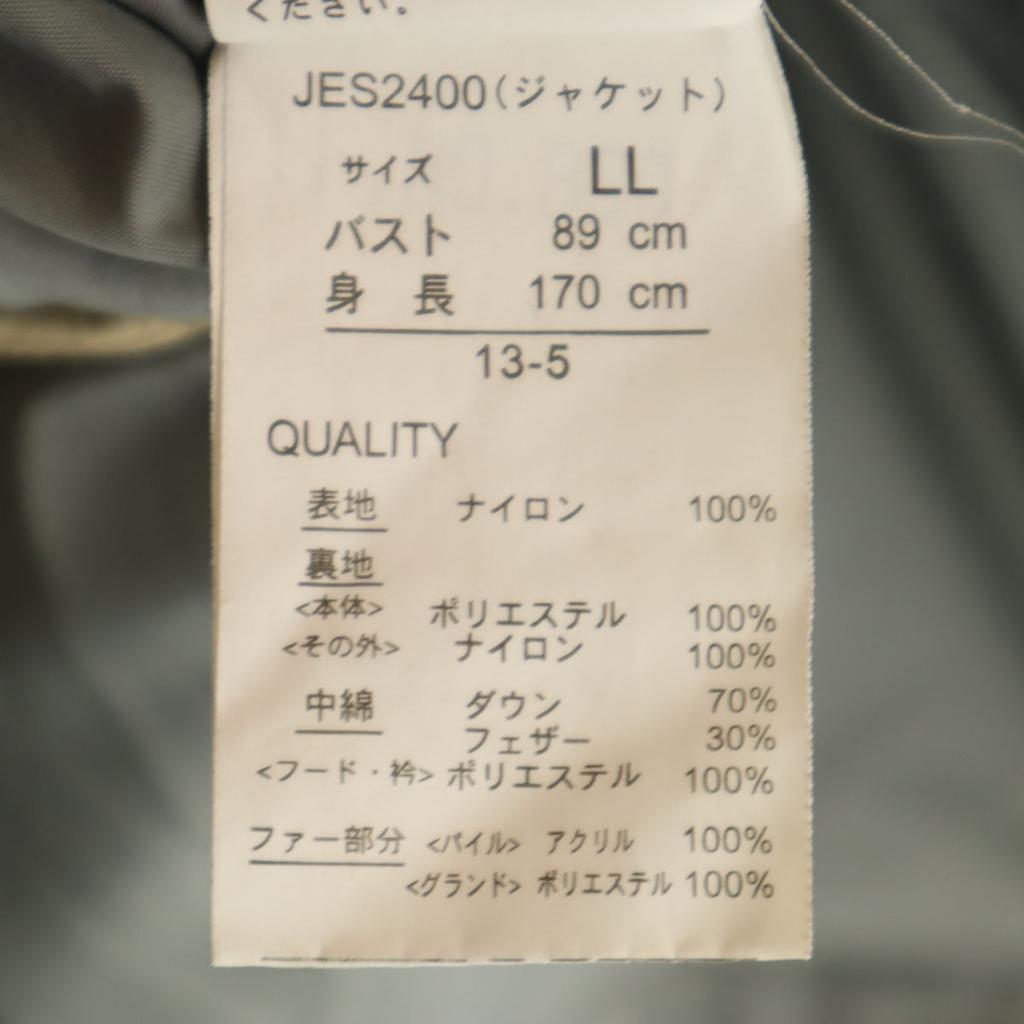 ください。
JES2400(ジャケット)
サイズ LL
バスト 89 cm
身 長 170 cm
13-5
QUALITY
表地 ナイロン 100%
裏地
<本体> ポリエステル 100%
<その外> ナイロン 100%
中綿 ダウン 70%
フェザー 30%
<フード・衿> ポリエステル 100%
ファー部分 <パイル> アクリル 100%
<グランド> ポリエステル 100%